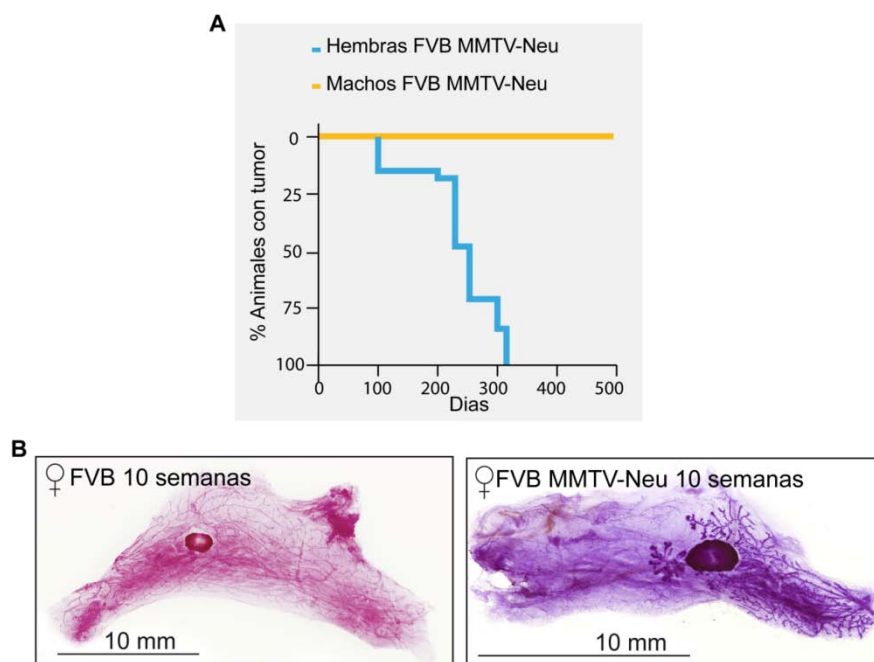 A
Hembras FVB MMTV-Neu
Machos FVB MMTV-Neu
% Animales con tumor
0
25
50
75
100
0 100 200 300 400 500
Dias
B
♀ FVB 10 semanas
10 mm
♀ FVB MMTV-Neu 10 semanas
10 mm